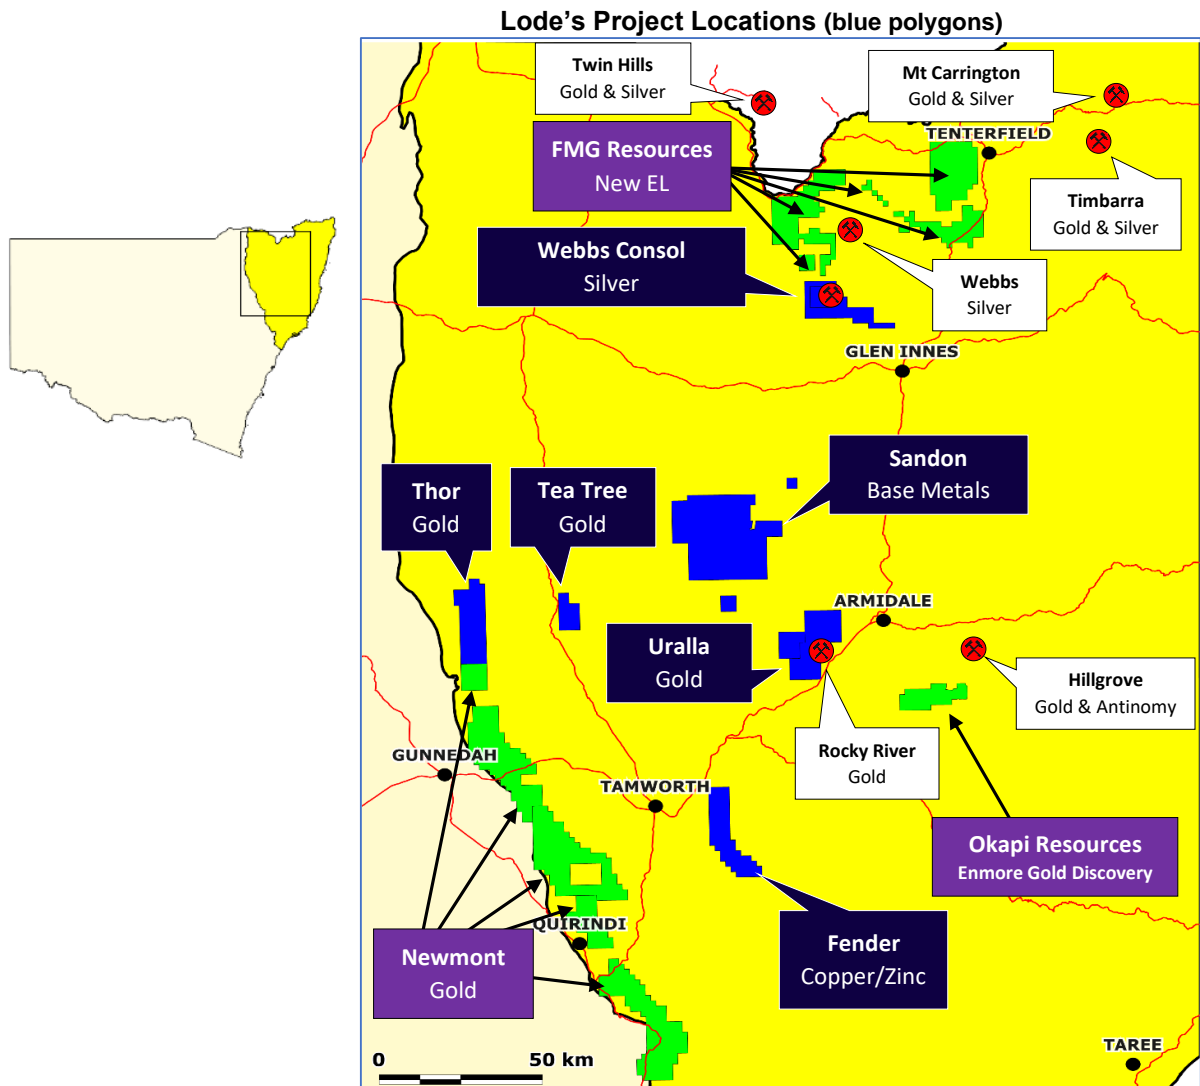 Lode’s Project Locations (blue polygons)
Twin Hills
Gold & Silver
Mt Carrington
Gold & Silver
TENTERFIELD
FMG Resources
New EL
Timbarra
Gold & Silver
Webbs Consol
Silver
Webbs
Silver
GLEN INNES
Sandon
Base Metals
Thor
Gold
Tea Tree
Gold
ARMIDALE
Uralla
Gold
Hillgrove
Gold & Antinomy
Rocky River
Gold
GUNNEDAH
TAMWORTH
Okapi Resources
Enmore Gold Discovery
QUIRINDI
Fender
Copper/Zinc
Newmont
Gold
TAREE
0
50 km